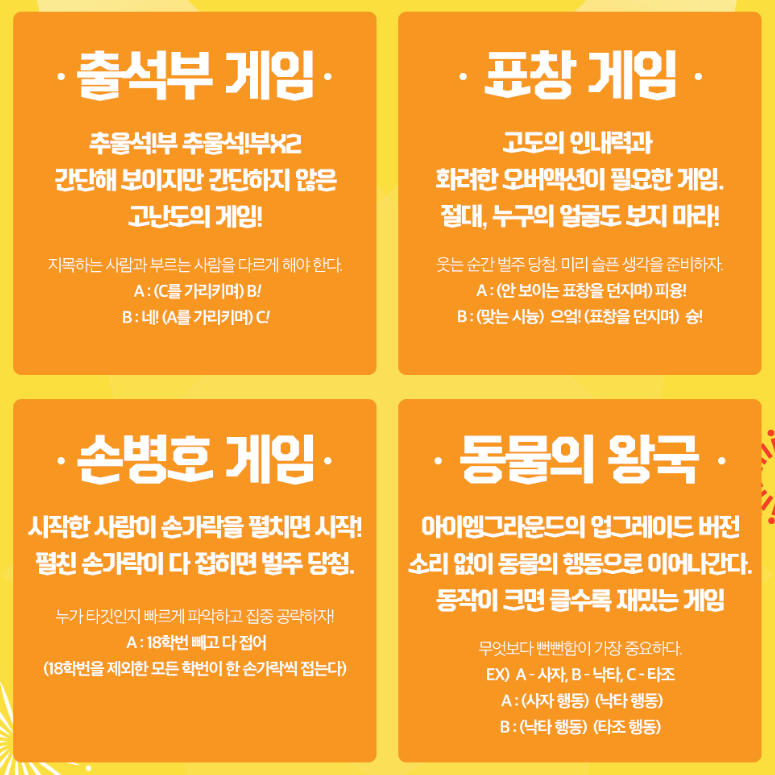 · 출석부 게임 ·
추울석!부 추울석!부X2
간단해 보이지만 간단하지 않은
고난도의 게임!
지목하는 사람과 부르는 사람을 다르게 해야 한다.
A : (C를 가리키며) B!
B : 네! (A를 가리키며) C!
· 표창 게임 ·
고도의 인내력과
화려한 오버액션이 필요한 게임.
절대, 누구의 얼굴도 보지 마라!
웃는 순간 벌주 당첨. 미리 슬픈 생각을 준비하자.
A : (안 보이는 표창을 던지며) 피융!
B : (맞는 시늉) 으엌! (표창을 던지며) 슝!
· 손병호 게임 ·
시작한 사람이 손가락을 펼치면 시작!
펼친 손가락이 다 접히면 벌주 당첨.
누가 타깃인지 빠르게 파악하고 집중 공략하자!
A : 18학번 빼고 다 접어
(18학번을 제외한 모든 학번이 한 손가락씩 접는다)
· 동물의 왕국 ·
아이엠그라운드의 업그레이드 버전
소리 없이 동물의 행동으로 이어나간다.
동작이 크면 클수록 재밌는 게임
무엇보다 뻔뻔함이 가장 중요하다.
EX) A - 사자, B - 낙타, C - 타조
A : (사자 행동) (낙타 행동)
B : (낙타 행동) (타조 행동)